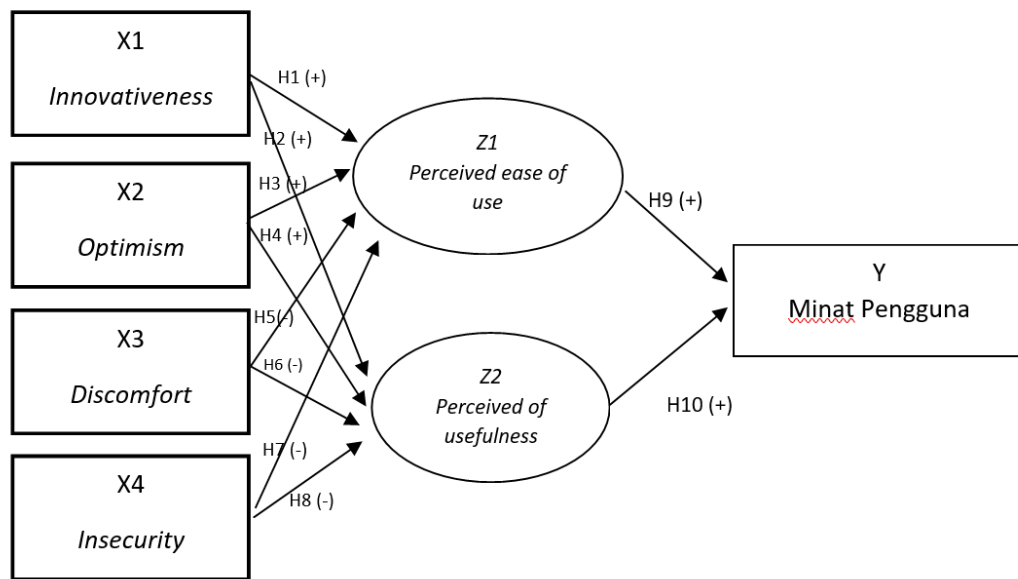 X1
Innovativeness
X2
Optimism
X3
Discomfort
X4
Insecurity
H1 (+)
H2 (+)
H3 (+)
H4 (+)
H5(-)
H6 (-)
H7 (-)
H8 (-)
Z1
Perceived ease of
use
Z2
Perceived of
usefulness
H9 (+)
H10 (+)
Y
Minat Pengguna